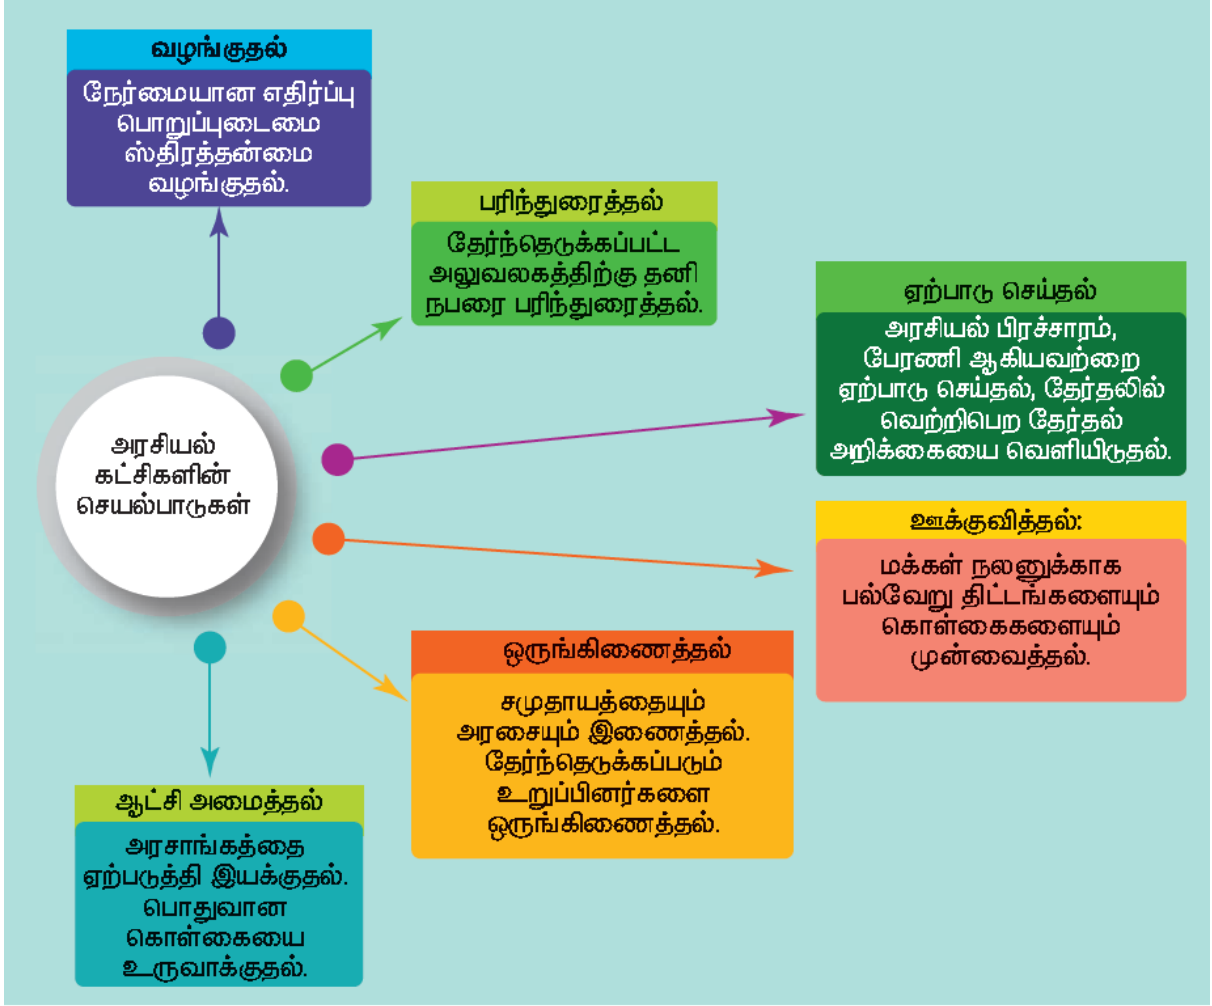 வழங்குதல்
நேர்மையான எதிர்ப்பு
பொறுப்புடைமை
ஸ்திரத்தன்மை
வழங்குதல்.
பரிந்துரைத்தல்
தேர்ந்தெடுக்கப்பட்ட
அலுவலகத்திற்கு தனி
நபரை பரிந்துரைத்தல்.
ஏற்பாடு செய்தல்
அரசியல் பிரச்சாரம்,
பேரணி ஆகியவற்றை
ஏற்பாடு செய்தல், தேர்தலில்
வெற்றிபெற தேர்தல்
அறிக்கையை வெளியிடுதல்.
அரசியல்
கட்சிகளின்
செயல்பாடுகள்
ஊக்குவித்தல்:
மக்கள் நலனுக்காக
பல்வேறு திட்டங்களையும்
கொள்கைகளையும்
முன்வைத்தல்.
ஒருங்கிணைத்தல்
சமுதாயத்தையும்
அரசையும் இணைத்தல்.
தேர்ந்தெடுக்கப்படும்
உறுப்பினர்களை
ஒருங்கிணைத்தல்.
ஆட்சி அமைத்தல்
அரசாங்கத்தை
ஏற்படுத்தி இயக்குதல்.
பொதுவான
கொள்கையை
உருவாக்குதல்.